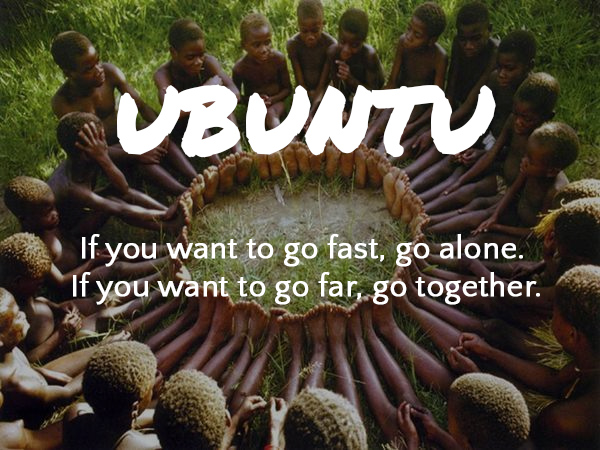 UBUNTU
If you want to go fast, go alone.
If you want to go far, go together.